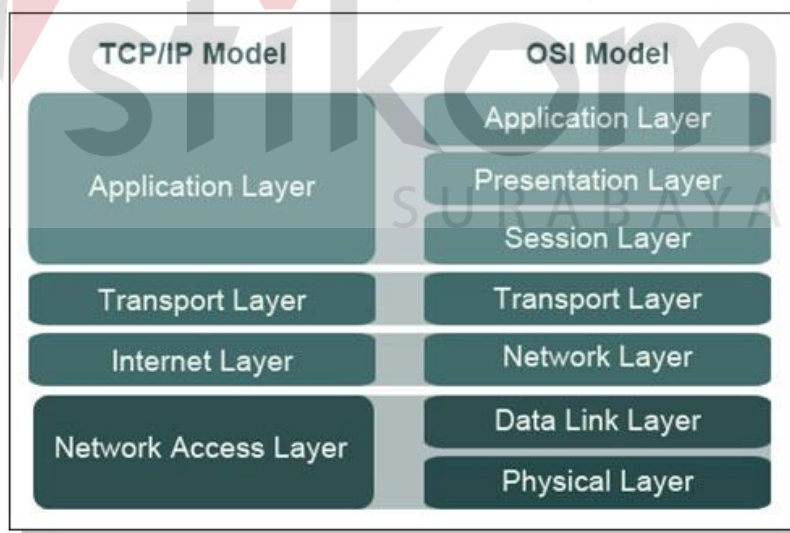 TCP/IP Model
OSI Model
stikom
SURABAYA
Application Layer
Transport Layer
Internet Layer
Network Access Layer
Application Layer
Presentation Layer
Session Layer
Transport Layer
Network Layer
Data Link Layer
Physical Layer